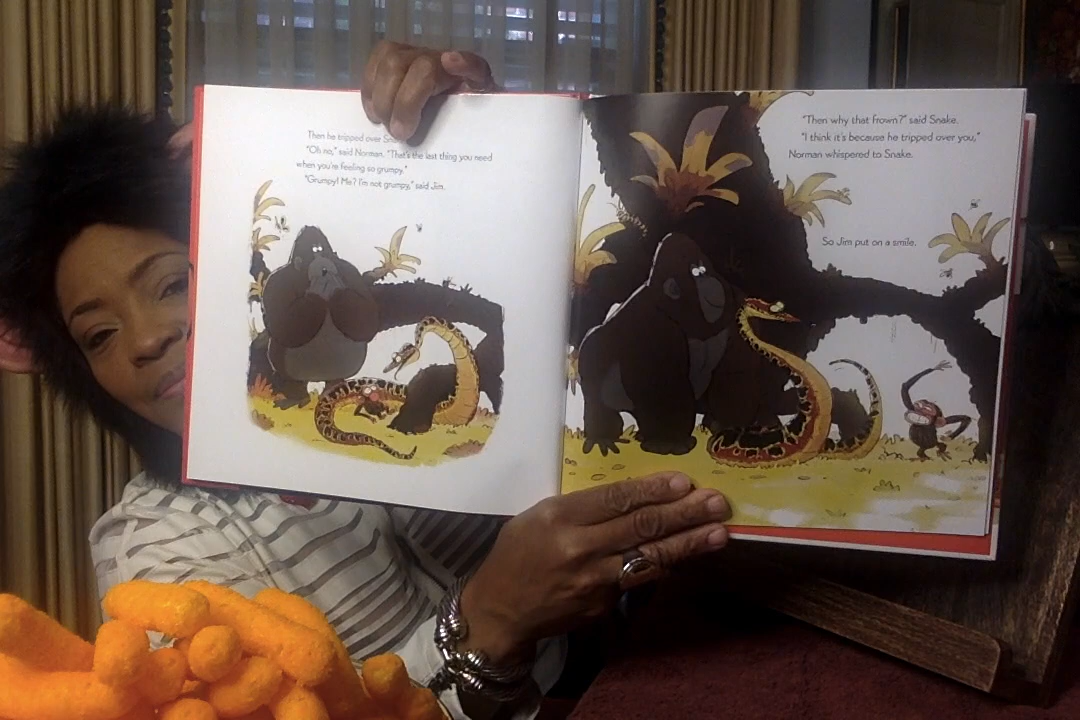 Then he tripped over
"Oh no," said Norman. "That's the last thing you need
when you're feeling so grumpy."
"Grumpy! Me? I'm not grumpy," said Jim.
"Then why that frown?" said Snake.
"I think it's because he tripped over you,"
Norman whispered to Snake.
So Jim put on a smile.